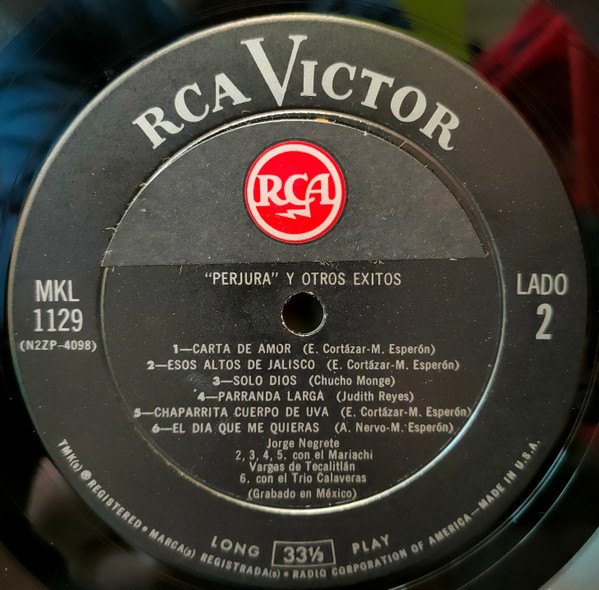 RCA VICTOR
RCA
"PERJURA" Y OTROS EXITOS
MKL
1129
(N2ZP-4098)
LADO
2
1—CARTA DE AMOR (E. Cortázar-M. Esperón)
2—ESOS ALTOS DE JALISCO (E. Cortázar-M. Esperón)
3—SOLO DIOS (Chucho Monge)
4—PARRANDA LARGA (Judith Reyes)
5—CHAPARRITA CUERPO DE UVA (E. Cortázar-M. Esperón)
6—EL DIA QUE ME QUIERAS (A. Nervo-M. Esperón)
Jorge Negrete
2, 3, 4, 5. con el Mariachi
Vargas de Tecalitlán
6. con el Trio Calaveras
(Grabado en México)
LONG 33⅓ PLAY
TMK(s) ® REGISTERED • MARCA(s) REGISTRADA(s) • RADIO CORPORATION OF AMERICA—MADE IN U.S.A.